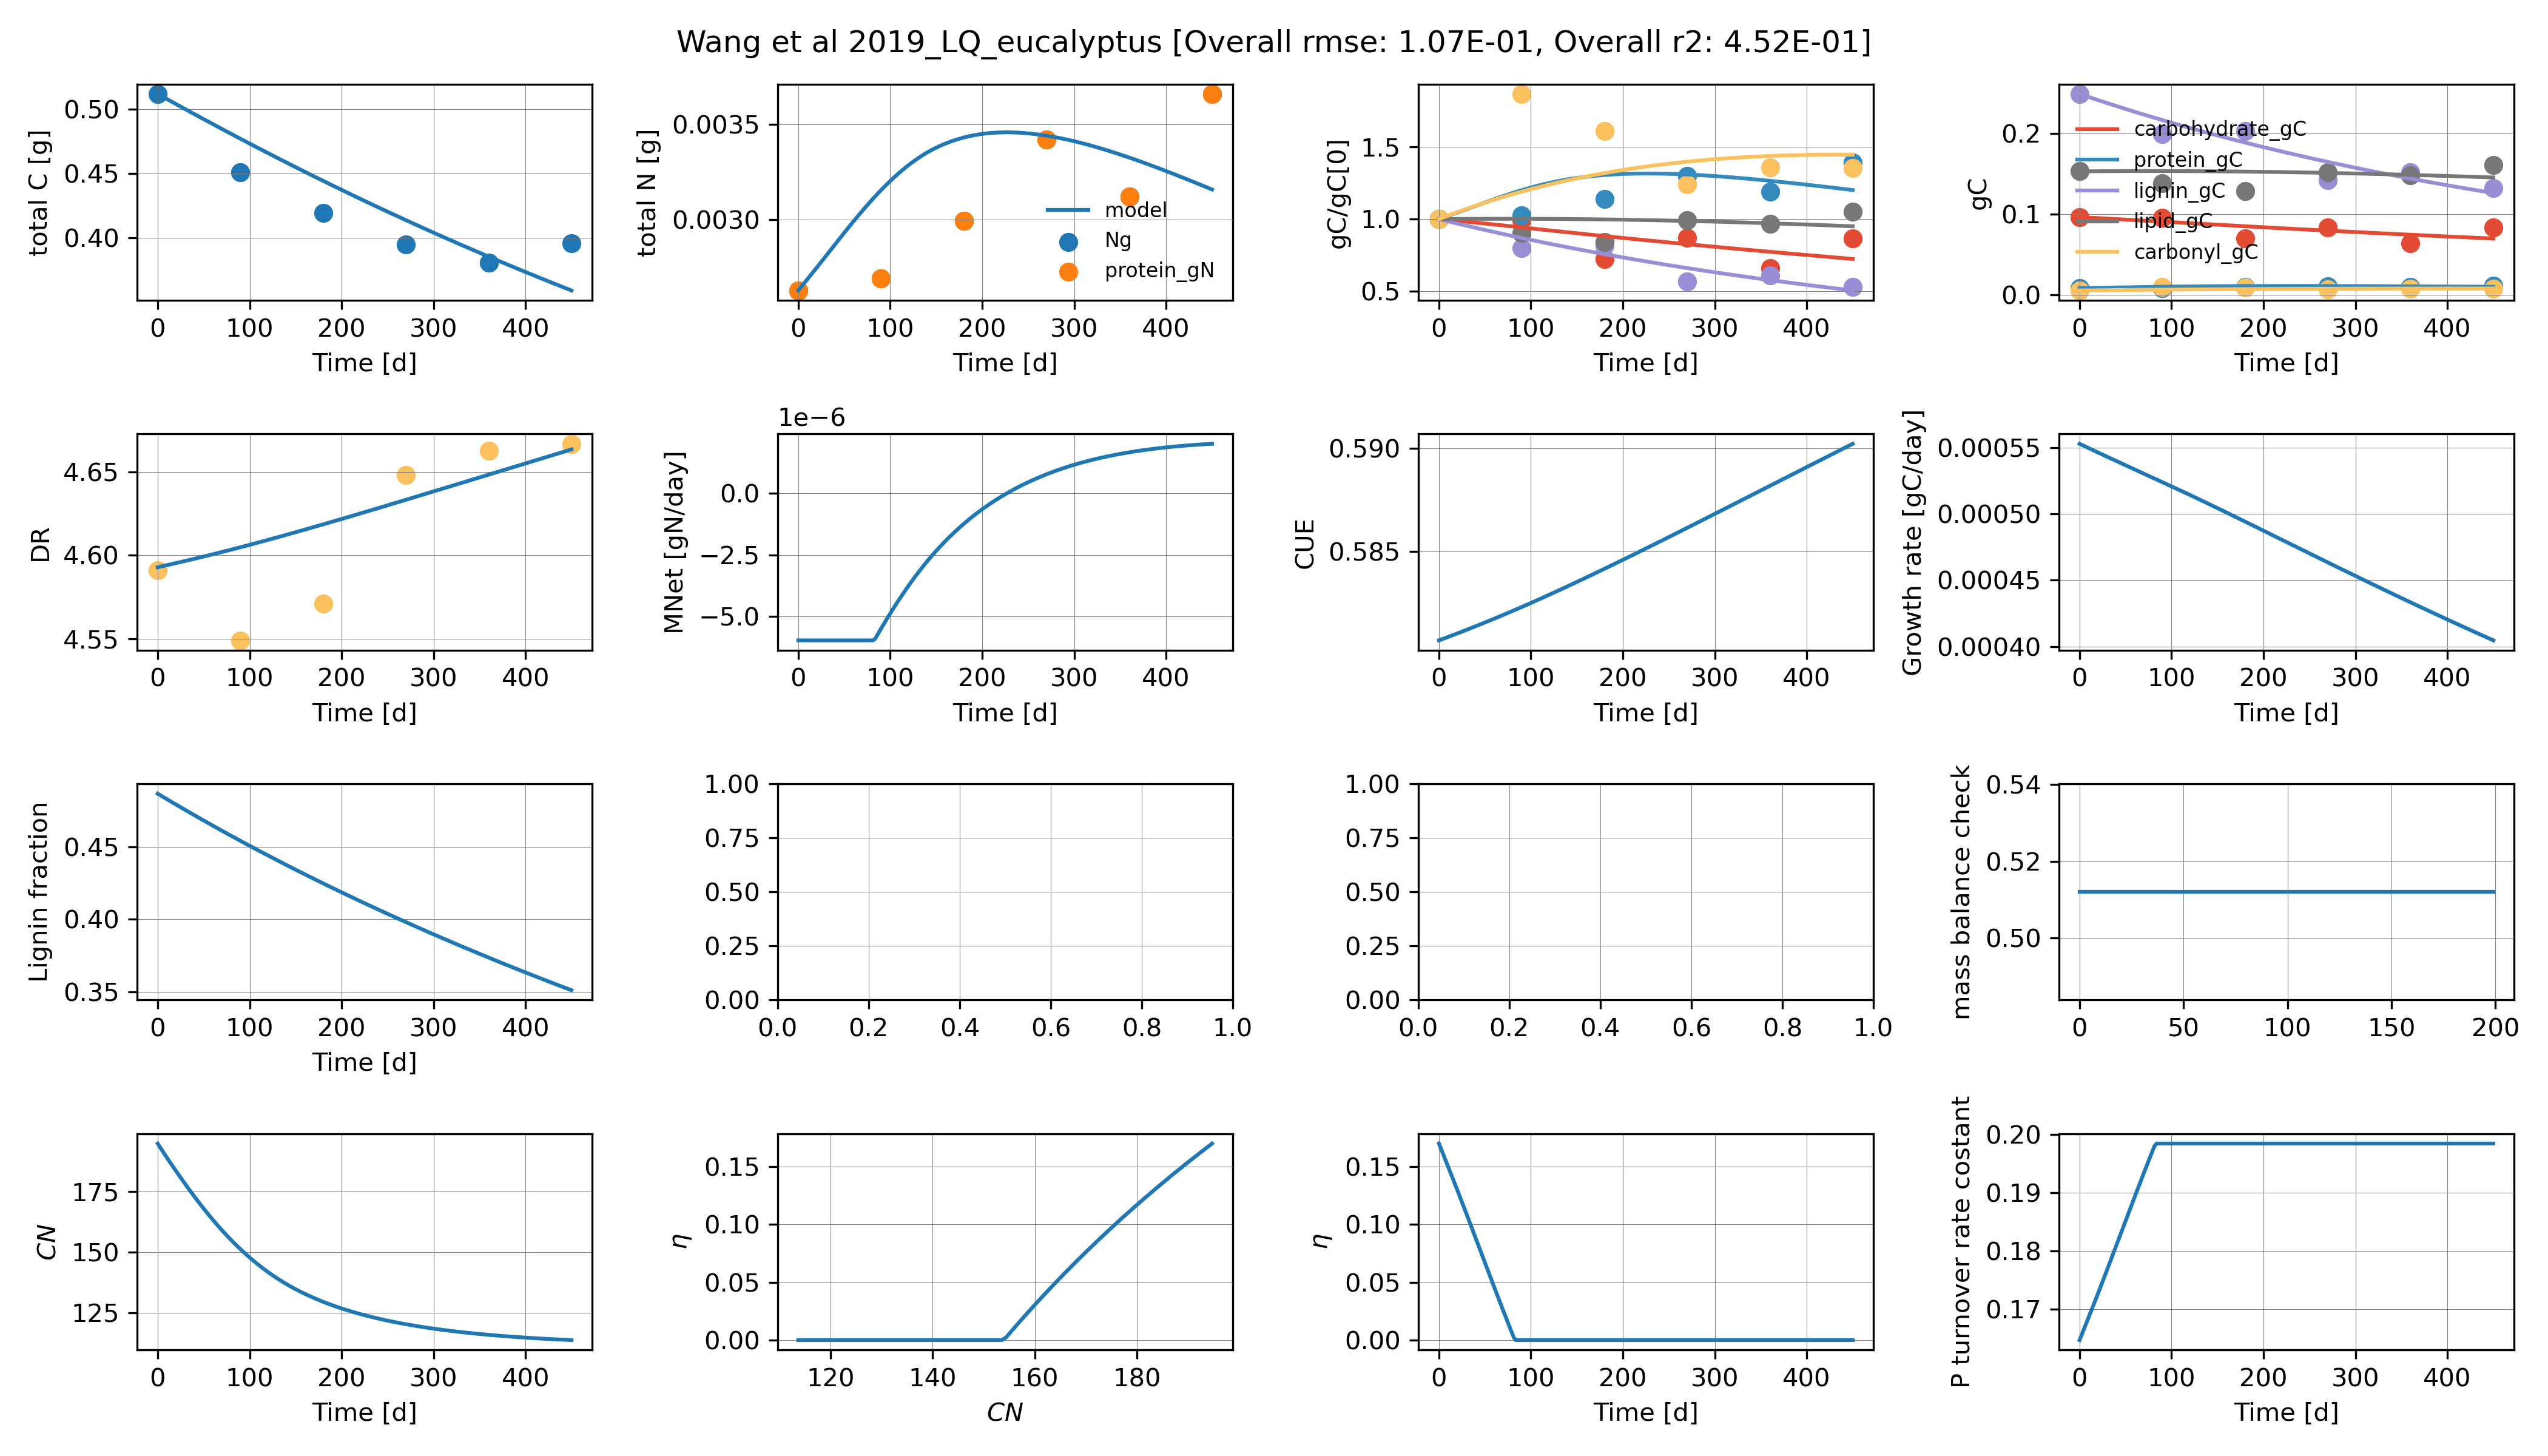 Wang et al 2019_LQ_eucalyptus [Overall rmse: 1.07E-01, Overall r2: 4.52E-01]
total C [g]
0.50
0.45
0.40
0 100 200 300 400
Time [d]
total N [g]
0.0035
0.0030
model
Ng
protein_gN
0 100 200 300 400
Time [d]
gC/gC[0]
1.5
1.0
0.5
0 100 200 300 400
Time [d]
gC
0.2
0.1
0.0
carbohydrate_gC
protein_gC
lignin_gC
lipid_gC
carbonyl_gC
0 100 200 300 400
Time [d]
DR
4.65
4.60
4.55
0 100 200 300 400
Time [d]
1e−6
MNet [gN/day]
0.0
−2.5
−5.0
0 100 200 300 400
Time [d]
CUE
0.590
0.585
0 100 200 300 400
Time [d]
Growth rate [gC/day]
0.00055
0.00050
0.00045
0.00040
0 100 200 300 400
Time [d]
Lignin fraction
0.45
0.40
0.35
0 100 200 300 400
Time [d]
1.00
0.75
0.50
0.25
0.00
0.0 0.2 0.4 0.6 0.8 1.0
1.00
0.75
0.50
0.25
0.00
0.0 0.2 0.4 0.6 0.8 1.0
mass balance check
0.54
0.52
0.50
0 50 100 150 200
CN
175
150
125
0 100 200 300 400
Time [d]
η
0.15
0.10
0.05
0.00
120 140 160 180
CN
η
0.15
0.10
0.05
0.00
0 100 200 300 400
Time [d]
P turnover rate costant
0.20
0.19
0.18
0.17
0 100 200 300 400
Time [d]